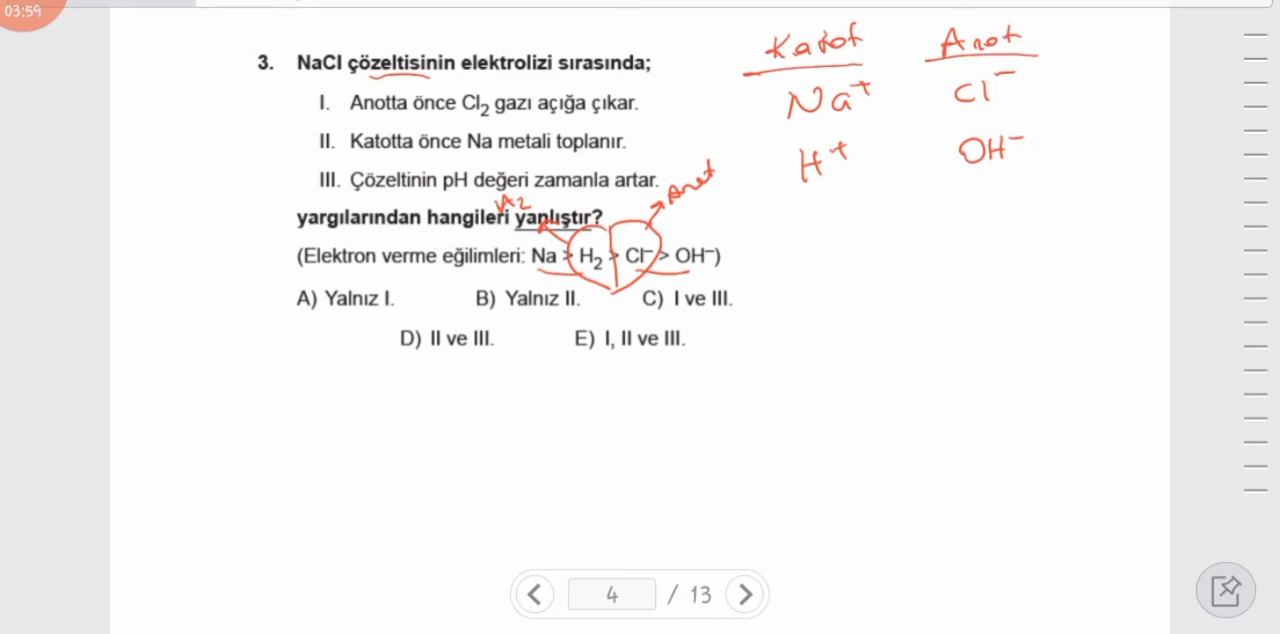 03:59
Katot Anot
3. NaCl çözeltisinin elektrolizi sırasında;
Na⁺ Cl⁻
I. Anotta önce Cl₂ gazı açığa çıkar.
II. Katotta önce Na metali toplanır.
H⁺ OH⁻
III. Çözeltinin pH değeri zamanla artar.
Anot
yargılarından hangileri yanlıştır?
(Elektron verme eğilimleri: Na > H₂ > Cl⁻ > OH⁻)
A) Yalnız I. B) Yalnız II. C) I ve III.
D) II ve III. E) I, II ve III.
4 / 13